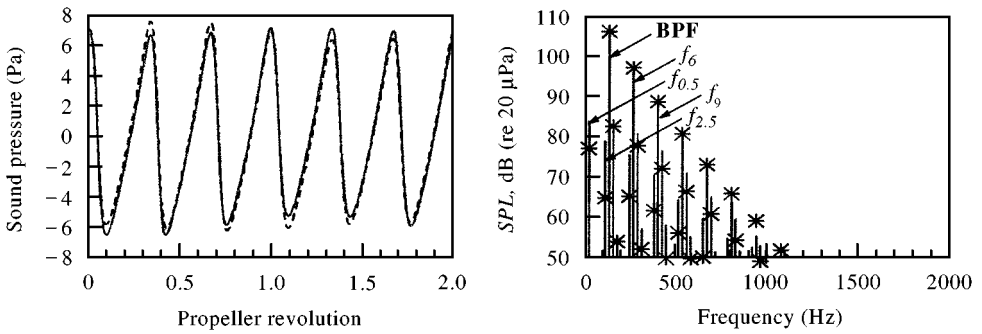 8
6
4
2
0
−2
−4
−6
−8
Sound pressure (Pa)
0
0.5
1.0
1.5
2.0
Propeller revolution
110
100
90
80
70
60
50
SPL, dB (re 20 µPa)
BPF
f6
f0.5
f9
f2.5
0
500
1000
1500
2000
Frequency (Hz)